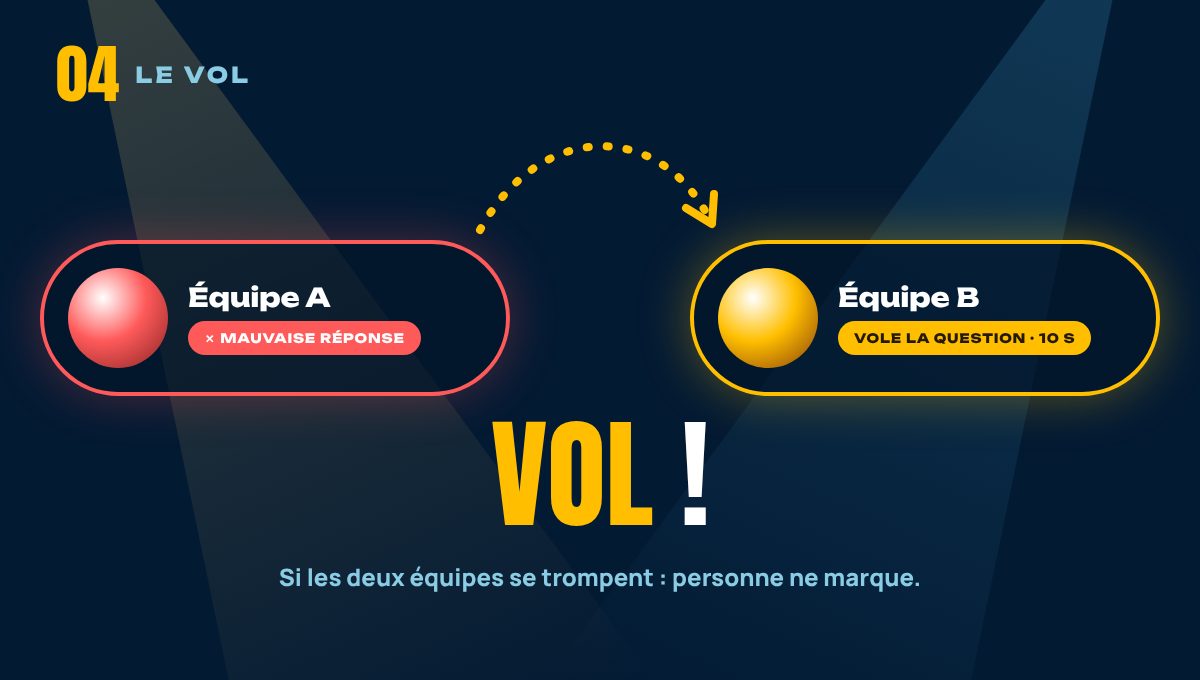 04 LE VOL
Équipe A
× MAUVAISE RÉPONSE
Équipe B
VOLE LA QUESTION · 10 S
VOL !
Si les deux équipes se trompent : personne ne marque.